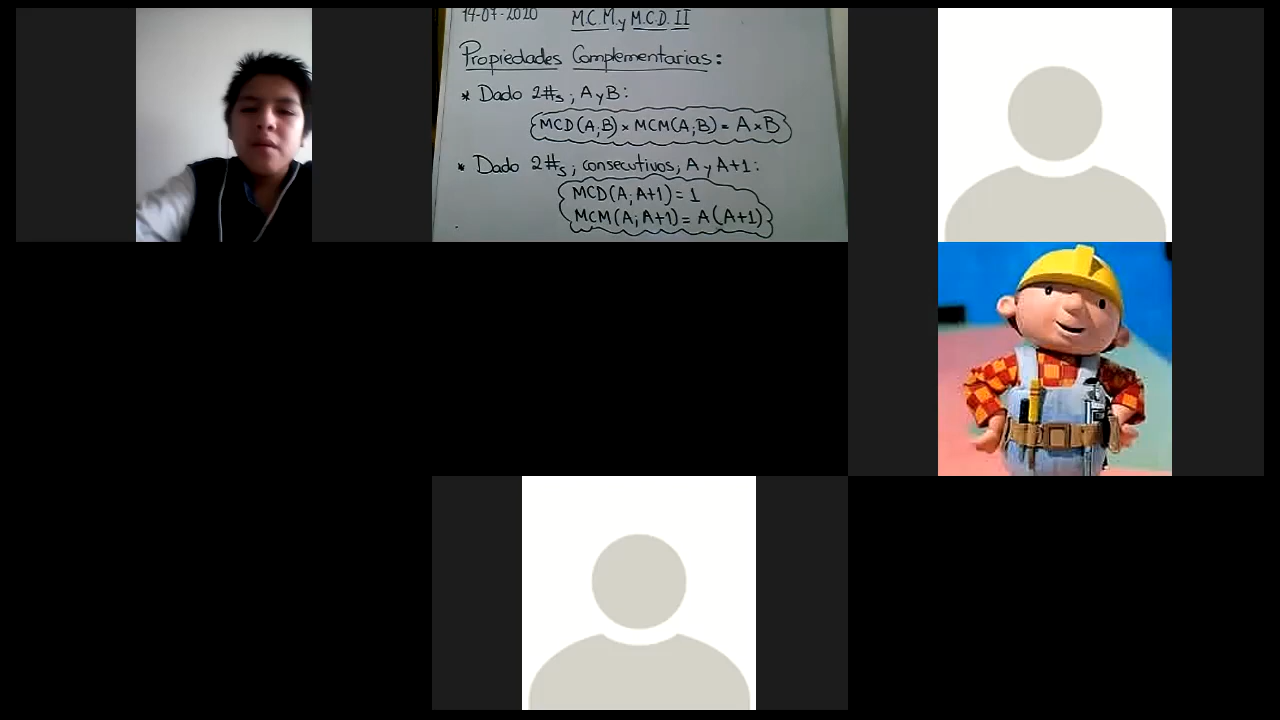 14-07-2020 M.C.M. y M.C.D. II
Propiedades Complementarias:
* Dado 2#s; A y B:
MCD(A;B) × MCM(A;B) = A × B
* Dado 2#s; consecutivos; A y A+1:
MCD(A;A+1) = 1
MCM(A;A+1) = A(A+1)